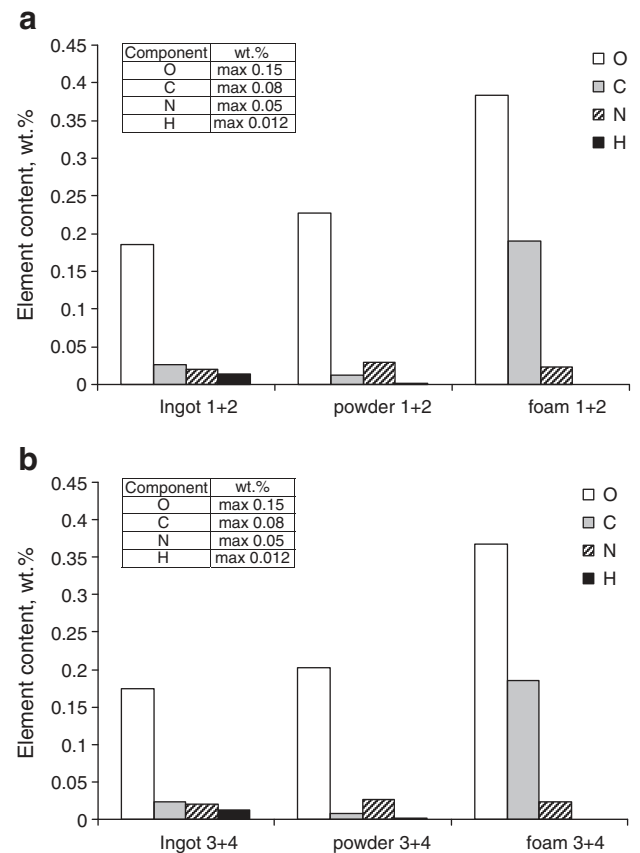 a
0.45
0.4
0.35
0.3
0.25
0.2
0.15
0.1
0.05
0
Element content, wt.%
Component wt.%
O max 0.15
C max 0.08
N max 0.05
H max 0.012
O
C
N
H
Ingot 1+2 powder 1+2 foam 1+2
b
0.45
0.4
0.35
0.3
0.25
0.2
0.15
0.1
0.05
0
Element content, wt.%
Component wt.%
O max 0.15
C max 0.08
N max 0.05
H max 0.012
O
C
N
H
Ingot 3+4 powder 3+4 foam 3+4